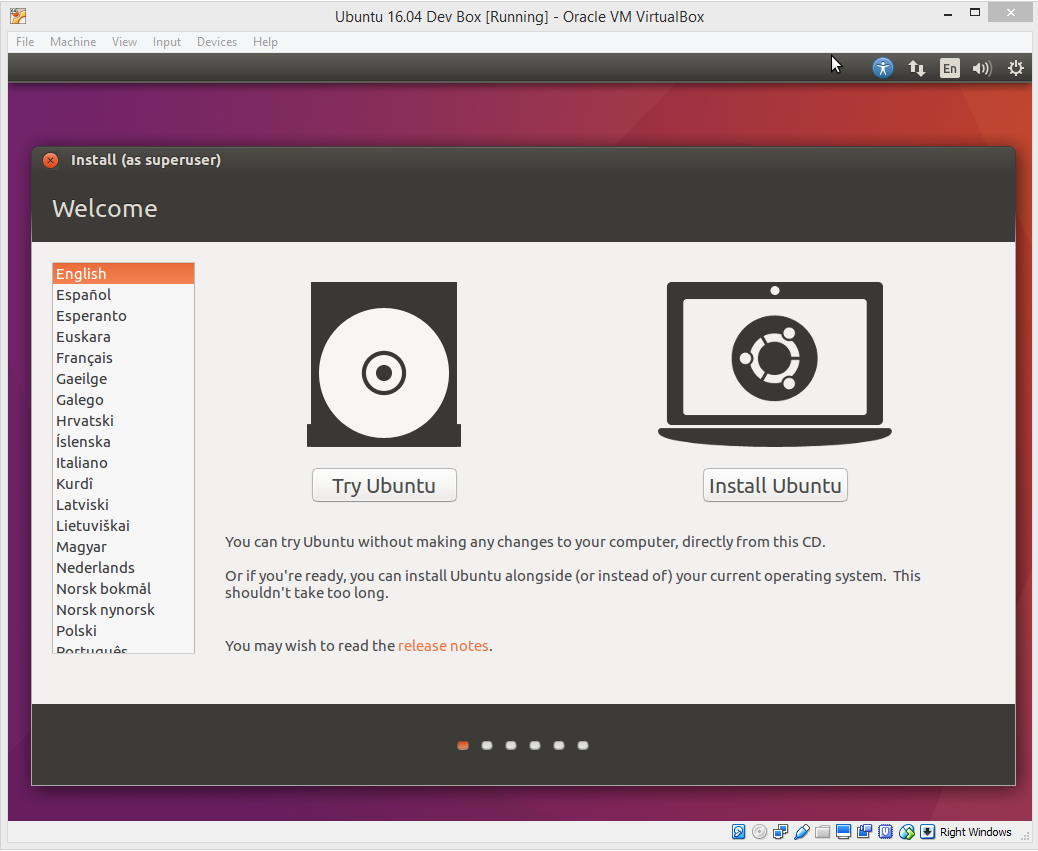 Ubuntu 16.04 Dev Box [Running] - Oracle VM VirtualBox
File Machine View Input Devices Help
En
Install (as superuser)
Welcome
English
Español
Esperanto
Euskara
Français
Gaeilge
Galego
Hrvatski
Íslenska
Italiano
Kurdî
Latviski
Lietuviškai
Magyar
Nederlands
Norsk bokmål
Norsk nynorsk
Polski
Português
Try Ubuntu
Install Ubuntu
You can try Ubuntu without making any changes to your computer, directly from this CD.
Or if you're ready, you can install Ubuntu alongside (or instead of) your current operating system. This
shouldn't take too long.
You may wish to read the release notes.
Right Windows